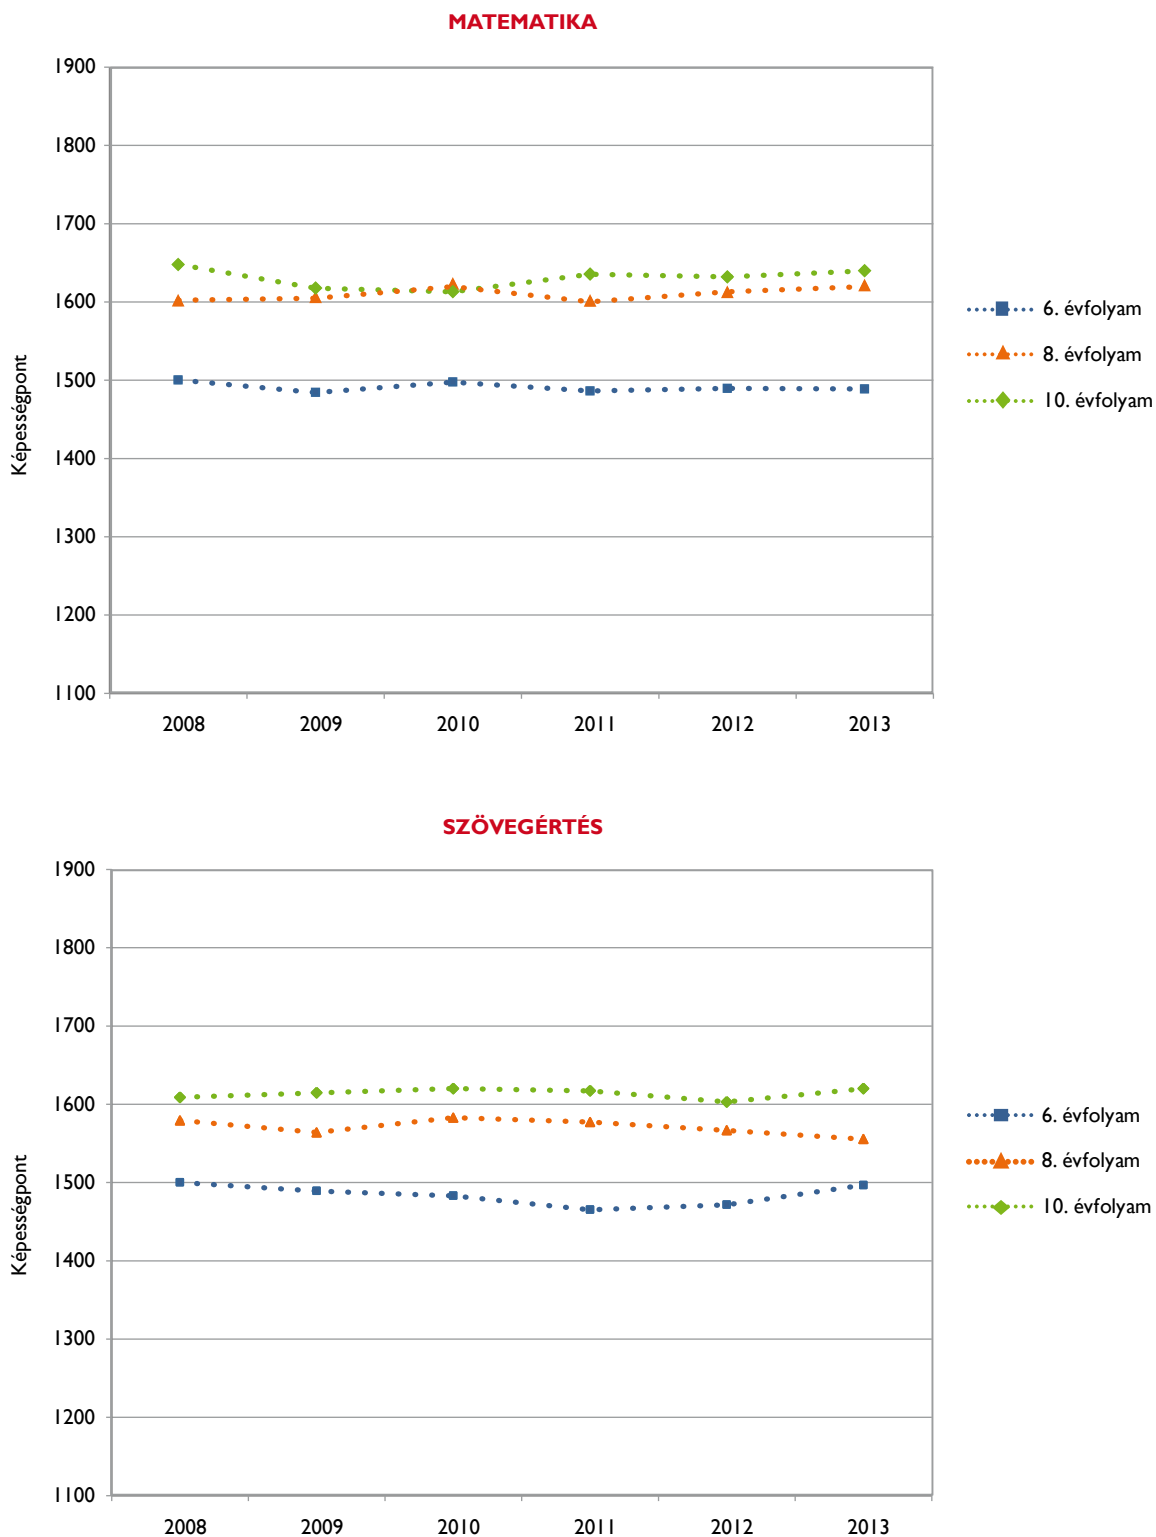 MATEMATIKA
1900
1800
1700
1600
1500
1400
1300
1200
1100
Képességpont
2008 2009 2010 2011 2012 2013
6. évfolyam
8. évfolyam
10. évfolyam
SZÖVEGÉRTÉS
1900
1800
1700
1600
1500
1400
1300
1200
1100
Képességpont
2008 2009 2010 2011 2012 2013
6. évfolyam
8. évfolyam
10. évfolyam